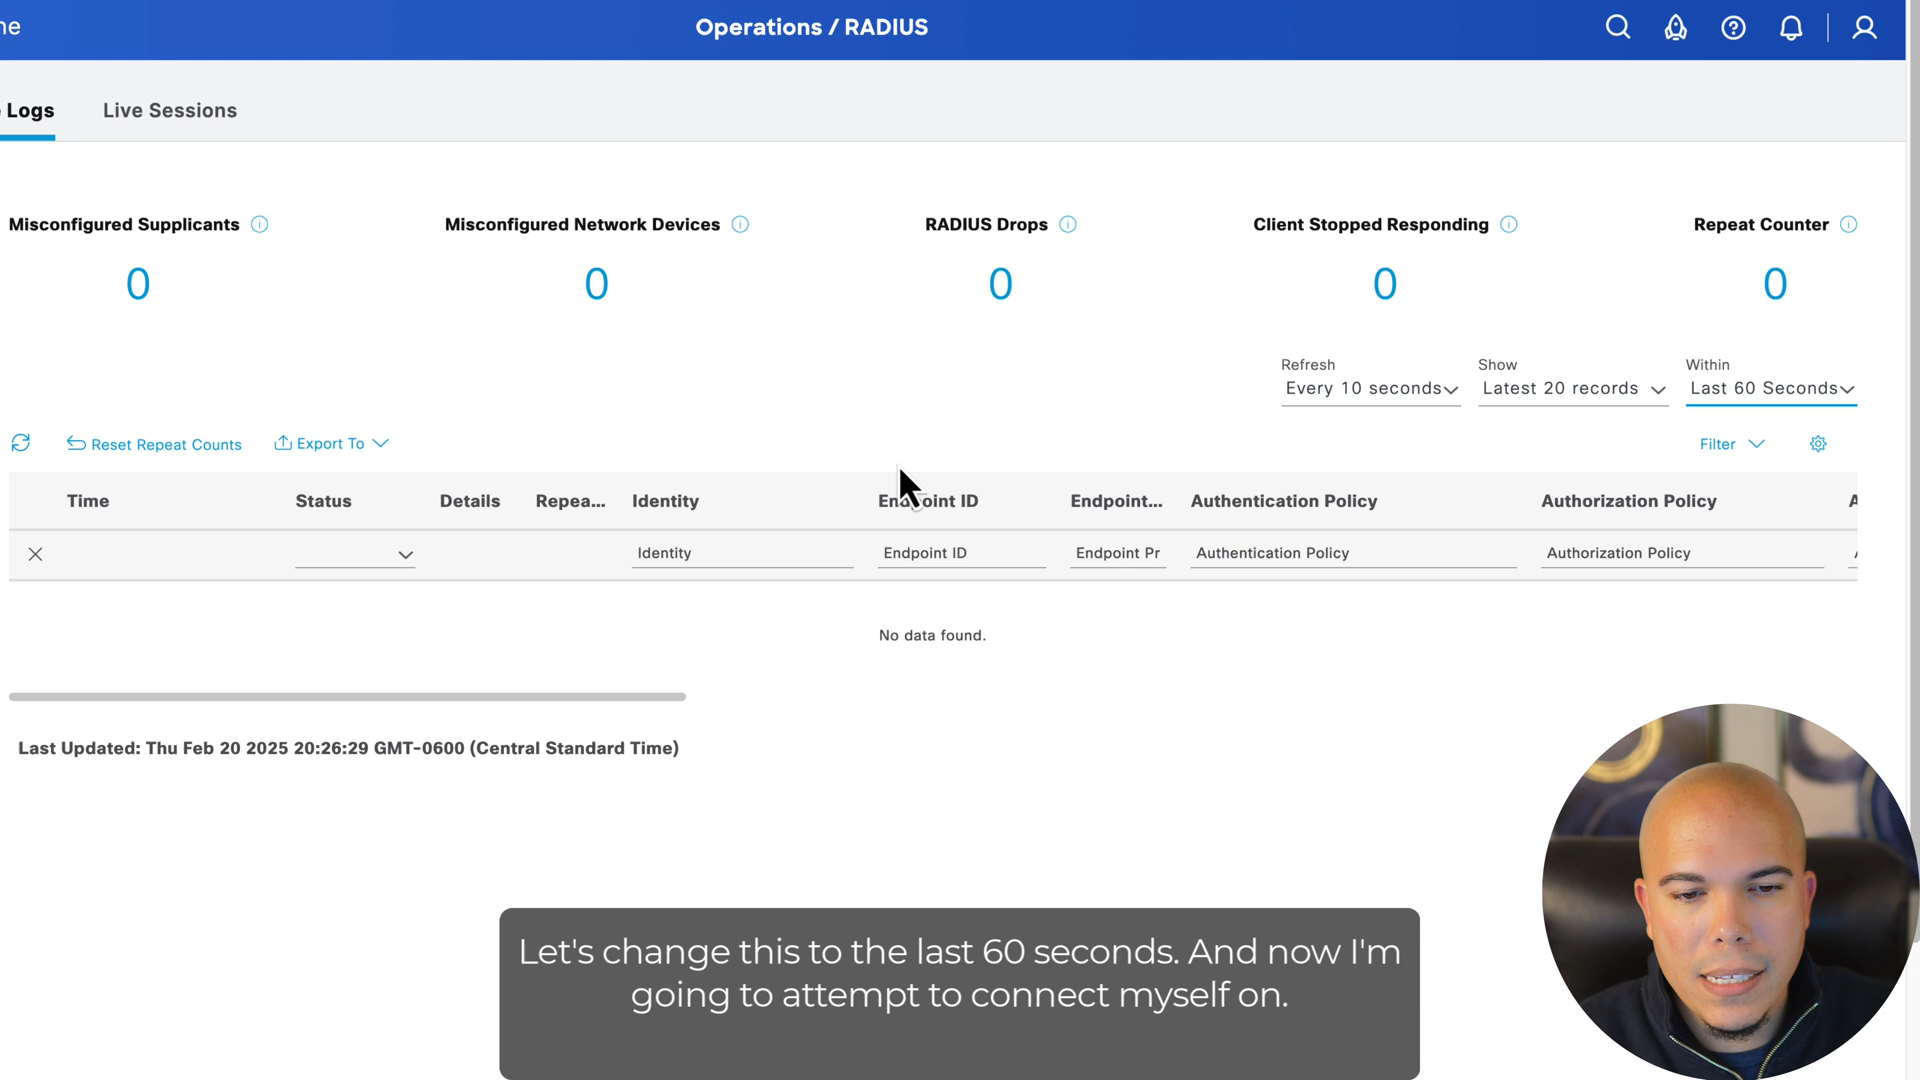 ne
Operations / RADIUS
Logs
Live Sessions
Misconfigured Supplicants
Misconfigured Network Devices
RADIUS Drops
Client Stopped Responding
Repeat Counter
0
0
0
0
0
Refresh
Show
Within
Every 10 seconds
Latest 20 records
Last 60 Seconds
Reset Repeat Counts
Export To
Filter
Time
Status
Details
Repea...
Identity
Endpoint ID
Endpoint...
Authentication Policy
Authorization Policy
Identity
Endpoint ID
Endpoint Pr
Authentication Policy
Authorization Policy
No data found.
Last Updated: Thu Feb 20 2025 20:26:29 GMT-0600 (Central Standard Time)
Let's change this to the last 60 seconds. And now I'm
going to attempt to connect myself on.